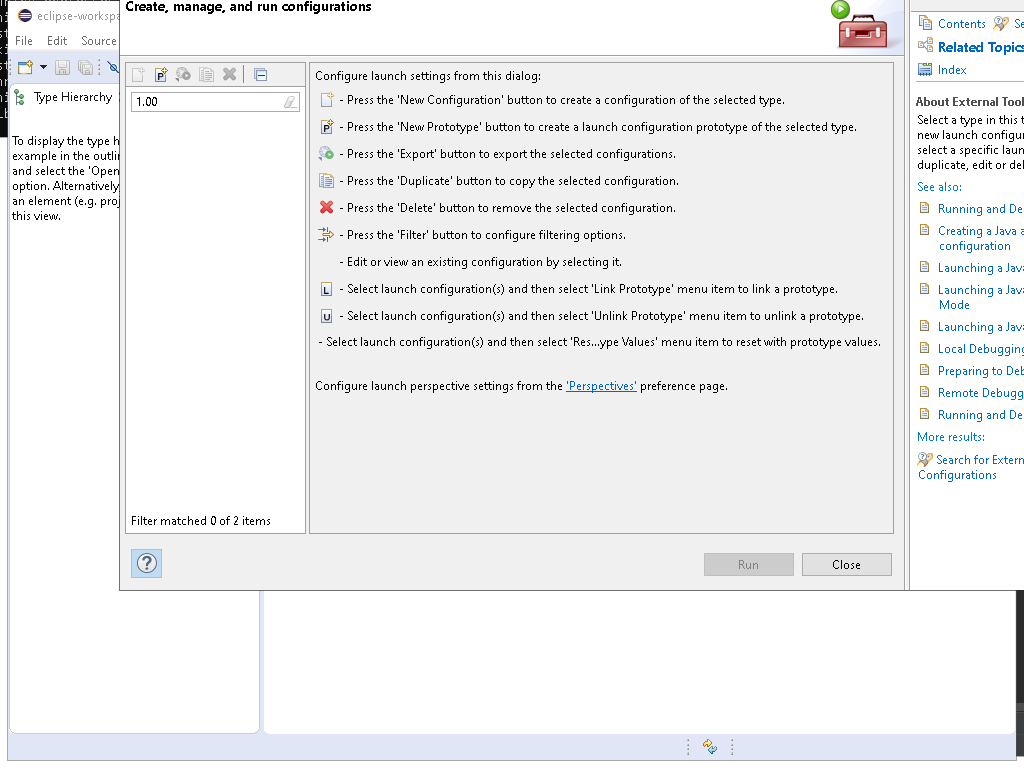 eclipse-workspa
File Edit Source
Type Hierarchy
To display the type h
example in the outli
and select the 'Open
option. Alternatively
an element (e.g. proj
this view.
Create, manage, and run configurations
1.00
Filter matched 0 of 2 items
Configure launch settings from this dialog:
- Press the 'New Configuration' button to create a configuration of the selected type.
- Press the 'New Prototype' button to create a launch configuration prototype of the selected type.
- Press the 'Export' button to export the selected configurations.
- Press the 'Duplicate' button to copy the selected configuration.
- Press the 'Delete' button to remove the selected configuration.
- Press the 'Filter' button to configure filtering options.
- Edit or view an existing configuration by selecting it.
- Select launch configuration(s) and then select 'Link Prototype' menu item to link a prototype.
- Select launch configuration(s) and then select 'Unlink Prototype' menu item to unlink a prototype.
- Select launch configuration(s) and then select 'Res...ype Values' menu item to reset with prototype values.
Configure launch perspective settings from the 'Perspectives' preference page.
Run Close
Contents Se
Related Topics
Index
About External Tool
Select a type in this t
new launch configu
select a specific laun
duplicate, edit or del
See also:
Running and De
Creating a Java a
configuration
Launching a Java
Launching a Java
Mode
Launching a Java
Local Debugging
Preparing to Deb
Remote Debugg
Running and De
More results:
Search for Extern
Configurations